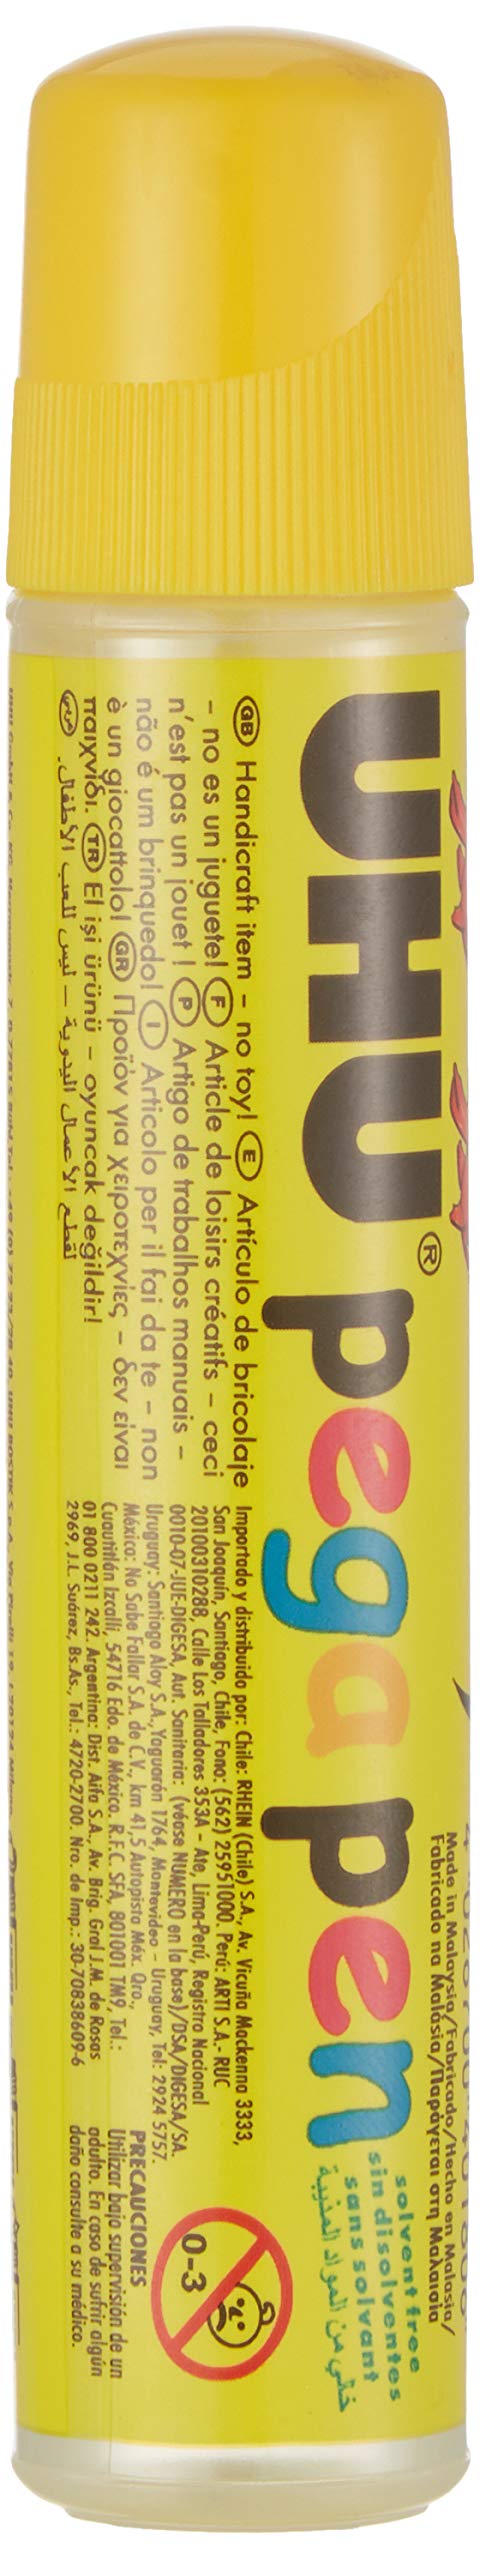 UHU® pega pen
solvent free
sin disolventes
sans solvant
خالي من المواد المذيبة
Made in Malaysia/Fabricado/Hecho en Malasia/
Fabricado na Malásia/Παράγεται στη Μαλαισία
GB Handicraft item – no toy! E Artículo de bricolaje
– no es un juguete! F Article de loisirs créatifs – ceci
n'est pas un jouet ! P Artigo de trabalhos manuais –
não é um brinquedo! I Articolo per il fai da te – non
è un giocattolo! GR Προϊόν για χειροτεχνίες – δεν είναι
παιχνίδι. TR El işi ürünü – oyuncak değildir!
عربي لقطع الأعمال اليدوية – ليس للعب الأطفال.
Importado y distribuido por: Chile: RHEIN (Chile) S.A., Av. Vicuña Mackenna 3333,
San Joaquín, Santiago, Chile, Fono: (562) 25951000. Perú: ARTI S.A.- RUC
20100310288, Calle Los Talladores 353A – Ate, Lima-Perú, Registro Nacional
0010-07-JUE-DIGESA, Aut. Sanitaria: (véase NUMERO en la base)/DSA/DIGESA/SA.
Uruguay: Santiago Aloy S.A., Yaguarón 1764, Montevideo – Uruguay, Tel: 2924 5757.
México: No Sabe Fallar S.A. de C.V., km 41,5 Autopista Méx. Qro.,
Cuautitlán Izcalli, 54716 Edo. de México. R.F.C. SFA, 801001 TM9, Tel.:
01 800 0211 242. Argentina: Dist. Aifa S.A., Av. Brig. Gral J.M. de Rosas
2969, J.L. Suárez, Bs.As., Tel.: 4720-2700. Nro. de Imp.: 30-70838609-6
PRECAUCIONES
Utilizar bajo supervisión de un
adulto. En caso de sufrir algún
daño consulte a su médico.
0-3